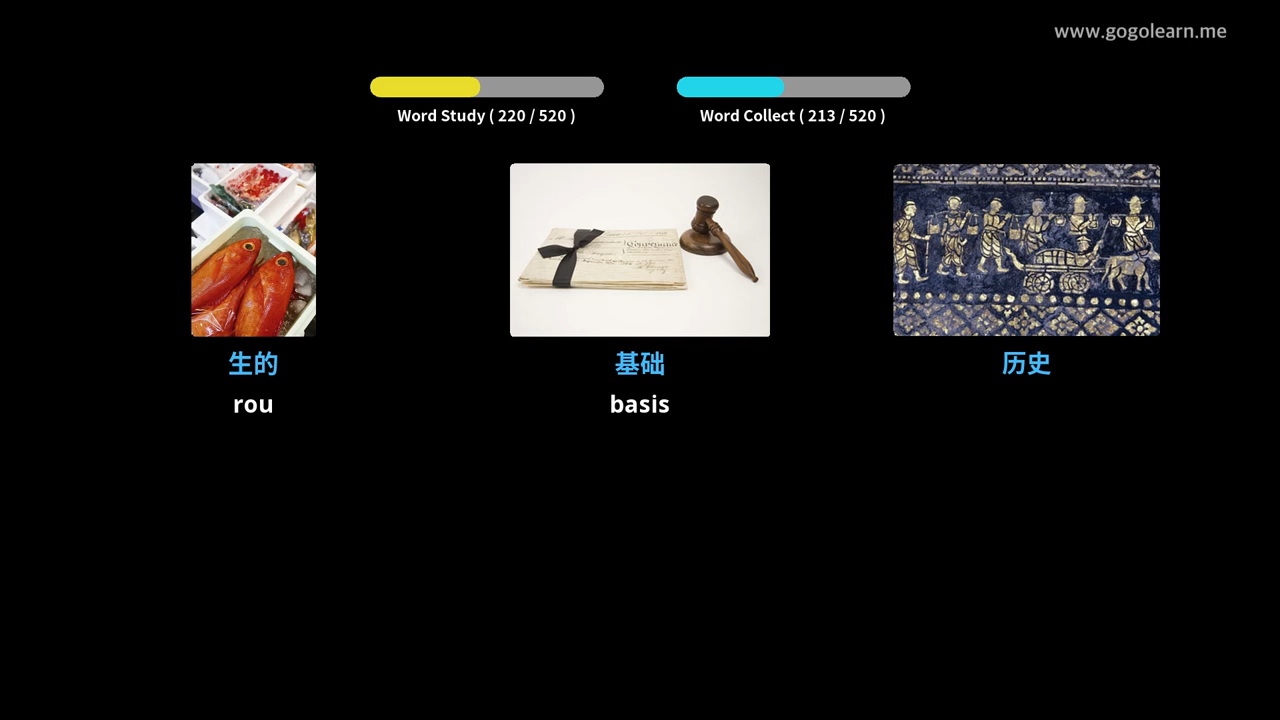 www.gogolearn.me
Word Study ( 220 / 520 )
Word Collect ( 213 / 520 )
生的
基础
历史
rou
basis